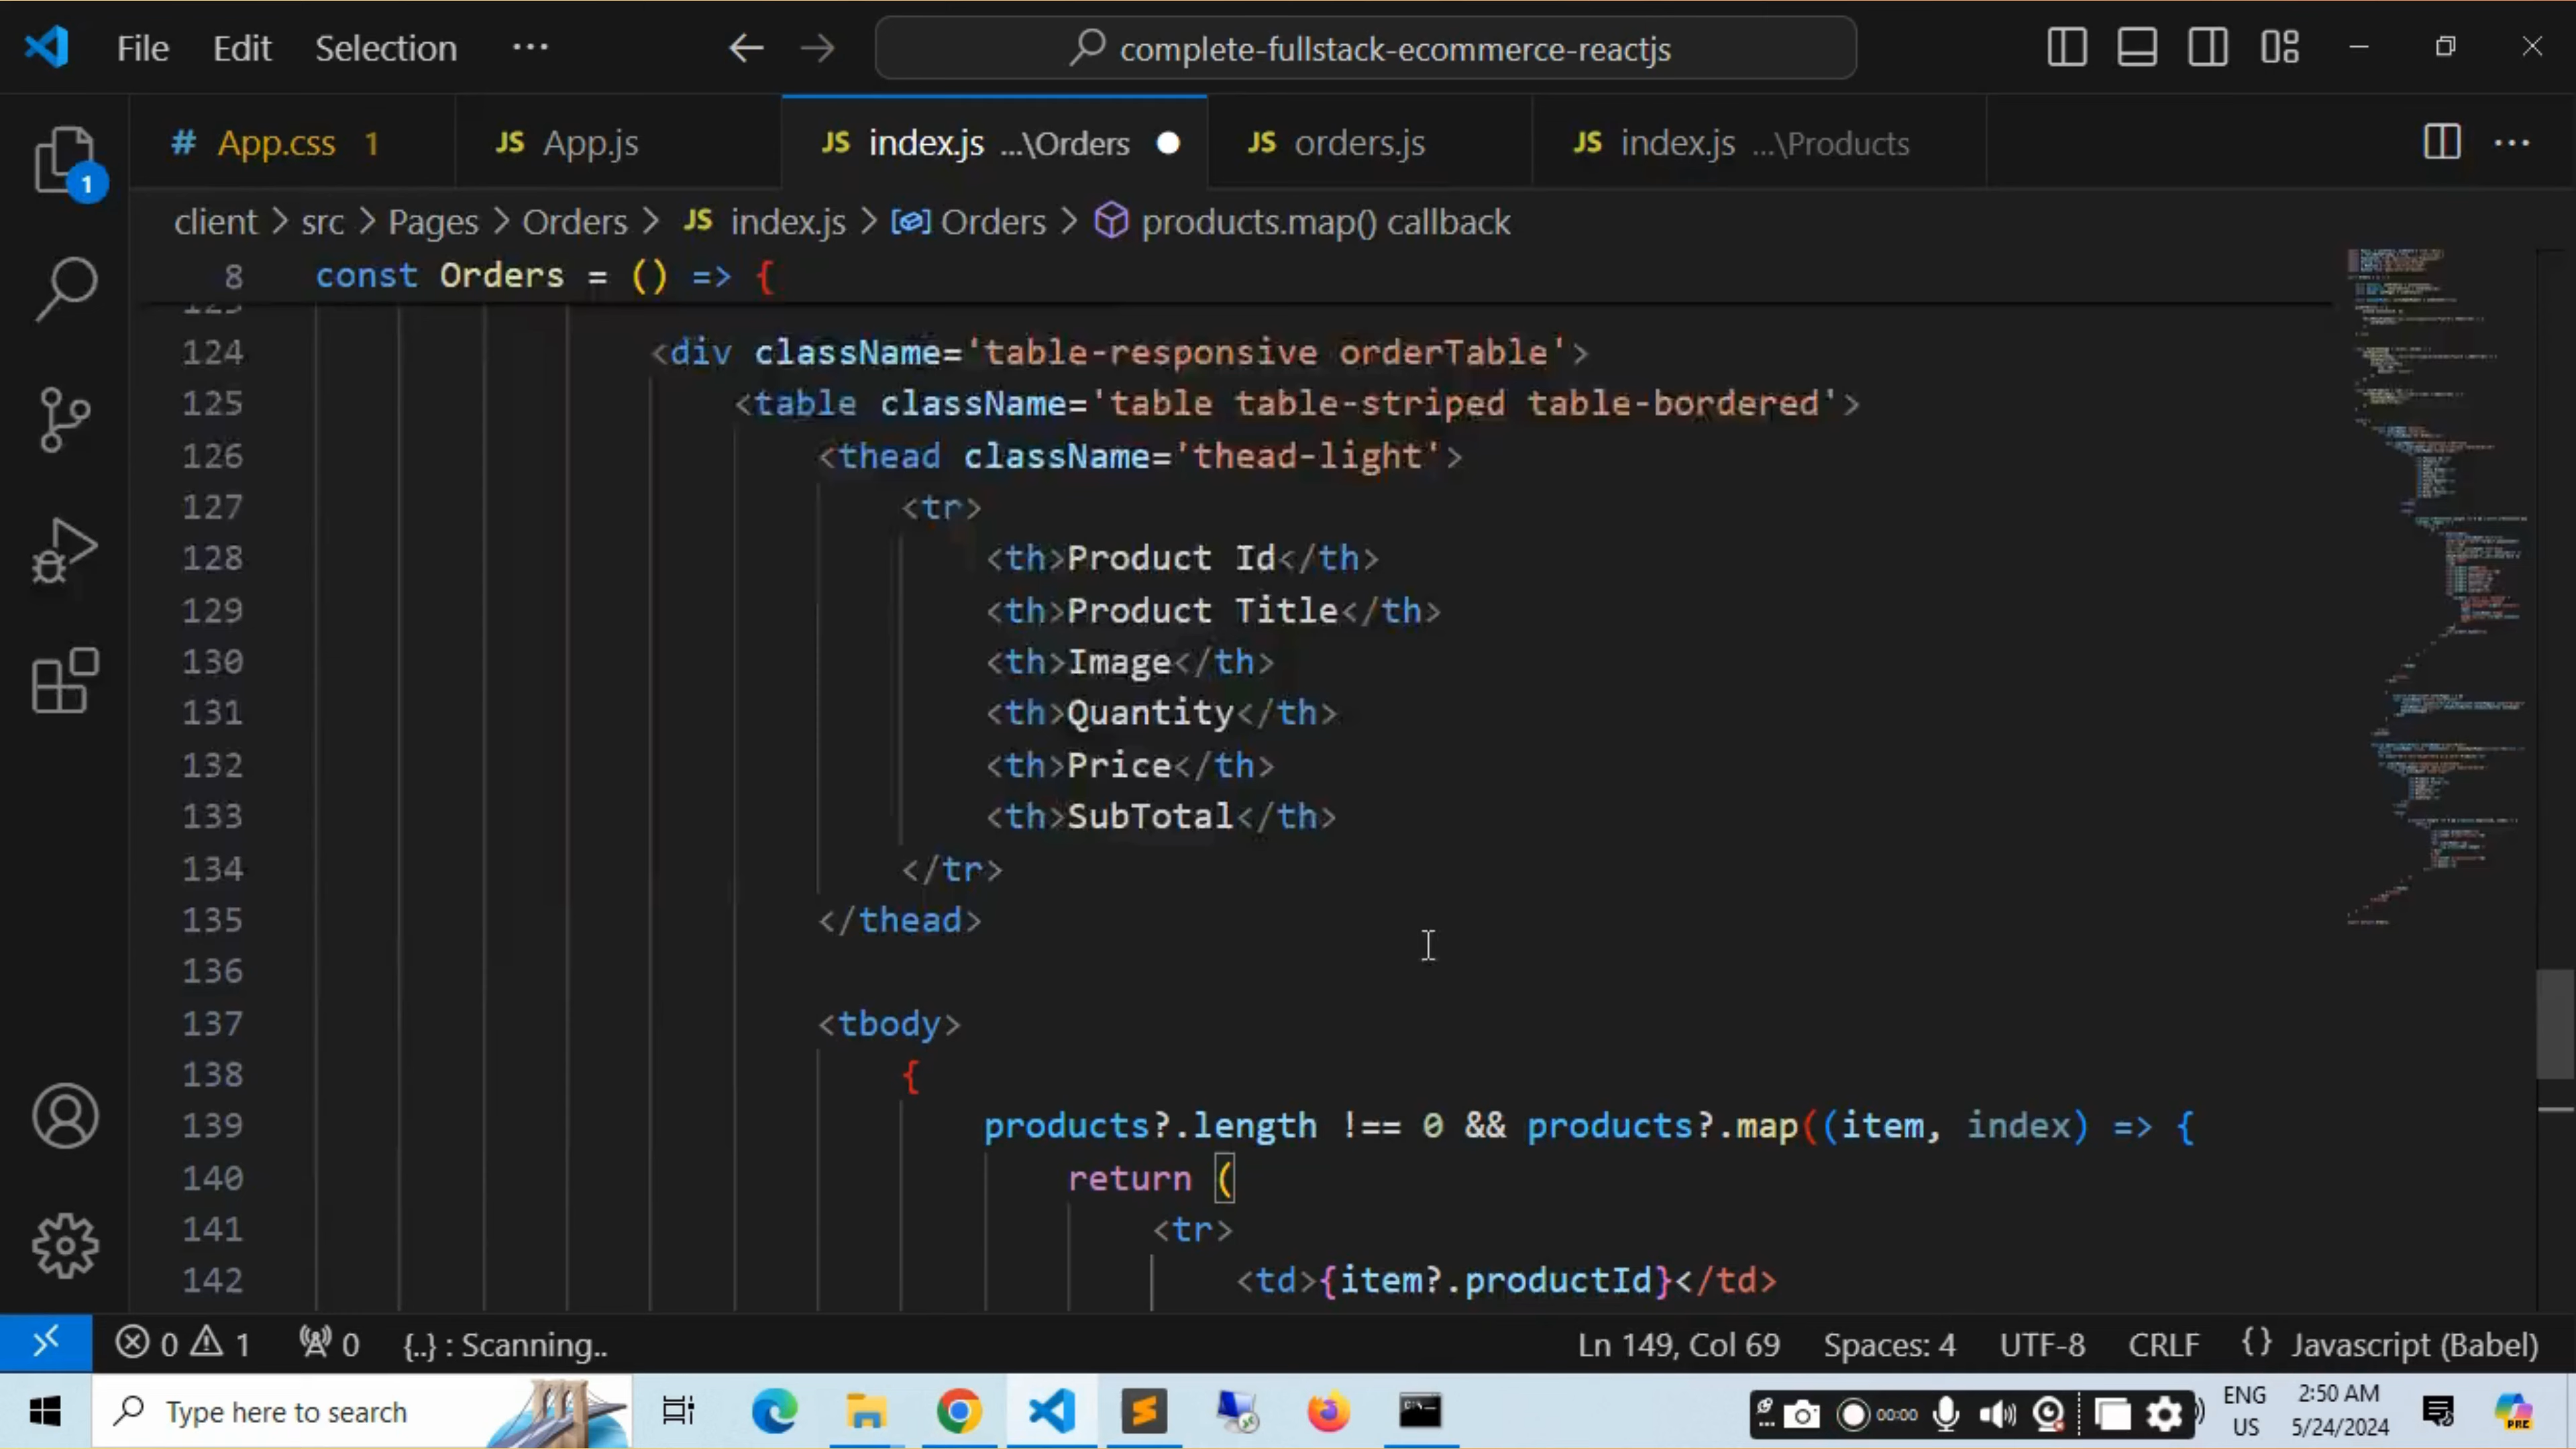 File Edit Selection ... complete-fullstack-ecommerce-reactjs
# App.css 1 JS App.js JS index.js ...\Orders JS orders.js JS index.js ...\Products
1
client > src > Pages > Orders > JS index.js > Orders > products.map() callback
8 const Orders = () => {
124 <div className='table-responsive orderTable'>
125 <table className='table table-striped table-bordered'>
126 <thead className='thead-light'>
127 <tr>
128 <th>Product Id</th>
129 <th>Product Title</th>
130 <th>Image</th>
131 <th>Quantity</th>
132 <th>Price</th>
133 <th>SubTotal</th>
134 </tr>
135 </thead>
136
137 <tbody>
138 {
139 products?.length !== 0 && products?.map((item, index) => {
140 return (
141 <tr>
142 <td>{item?.productId}</td>
0 1 0 {..} : Scanning.. Ln 149, Col 69 Spaces: 4 UTF-8 CRLF {} Javascript (Babel)
Type here to search 00:00 ENG 2:50 AM
US 5/24/2024 PRE